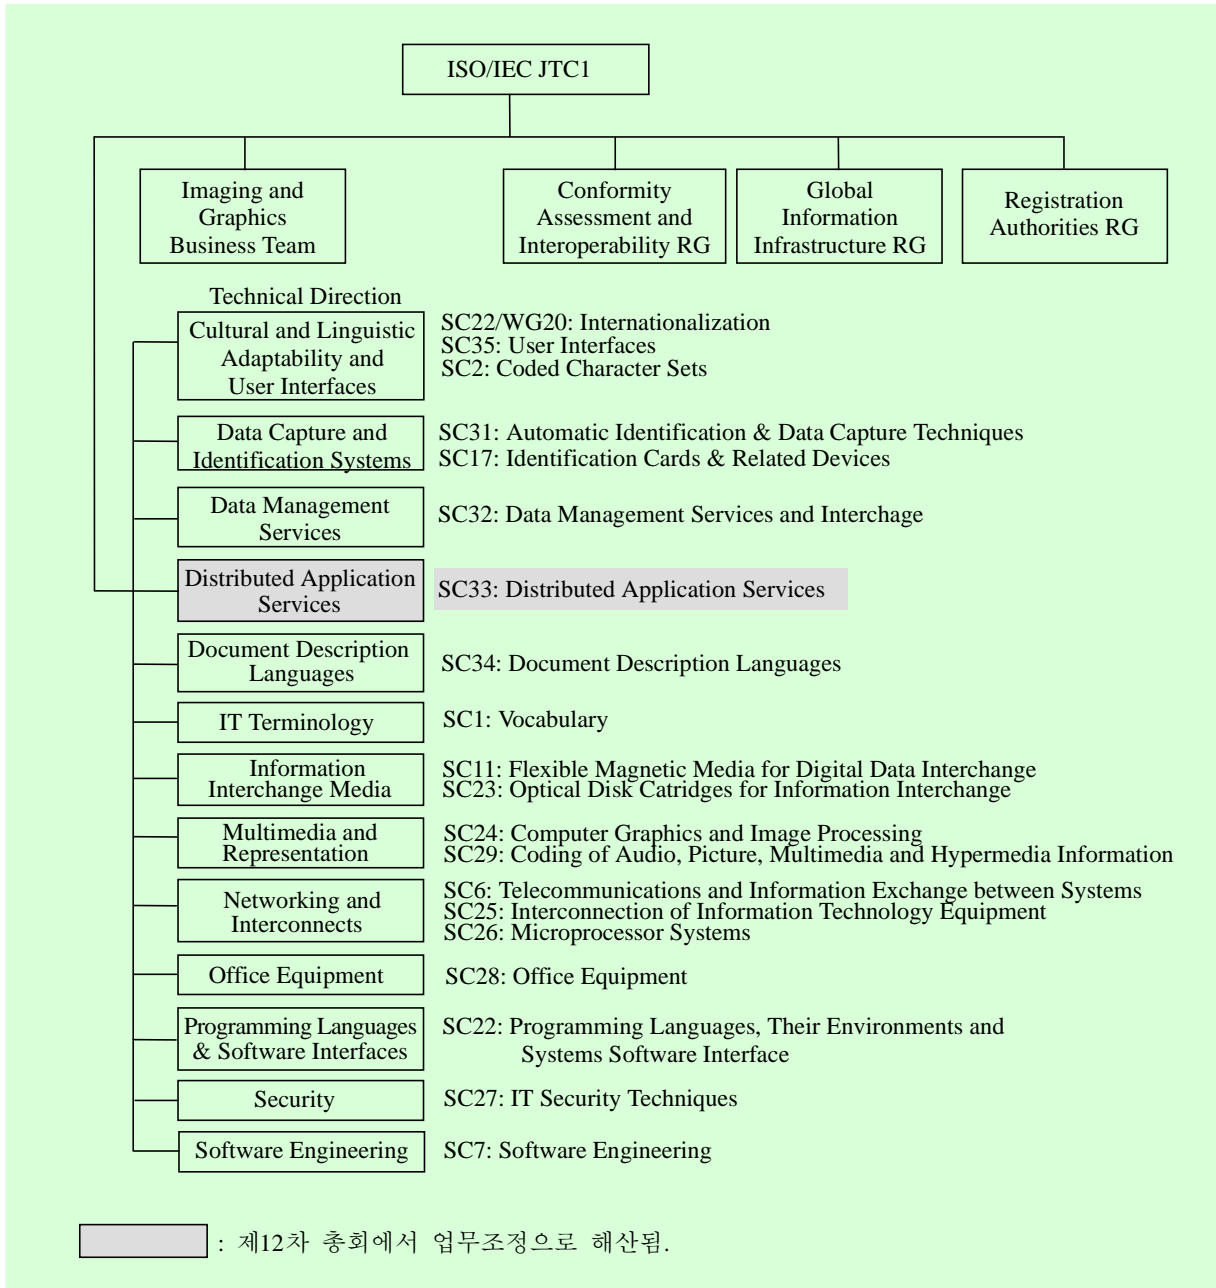 ISO/IEC JTC1
Imaging and
Graphics
Business Team
Conformity
Assessment and
Interoperability RG
Global
Information
Infrastructure RG
Registration
Authorities RG
Technical Direction
Cultural and Linguistic
Adaptability and
User Interfaces
SC22/WG20: Internationalization
SC35: User Interfaces
SC2: Coded Character Sets
Data Capture and
Identification Systems
SC31: Automatic Identification & Data Capture Techniques
SC17: Identification Cards & Related Devices
Data Management
Services
SC32: Data Management Services and Interchage
Distributed Application
Services
SC33: Distributed Application Services
Document Description
Languages
SC34: Document Description Languages
IT Terminology
SC1: Vocabulary
Information
Interchange Media
SC11: Flexible Magnetic Media for Digital Data Interchange
SC23: Optical Disk Catridges for Information Interchange
Multimedia and
Representation
SC24: Computer Graphics and Image Processing
SC29: Coding of Audio, Picture, Multimedia and Hypermedia Information
Networking and
Interconnects
SC6: Telecommunications and Information Exchange between Systems
SC25: Interconnection of Information Technology Equipment
SC26: Microprocessor Systems
Office Equipment
SC28: Office Equipment
Programming Languages
& Software Interfaces
SC22: Programming Languages, Their Environments and
Systems Software Interface
Security
SC27: IT Security Techniques
Software Engineering
SC7: Software Engineering
: 제12차 총회에서 업무조정으로 해산됨.